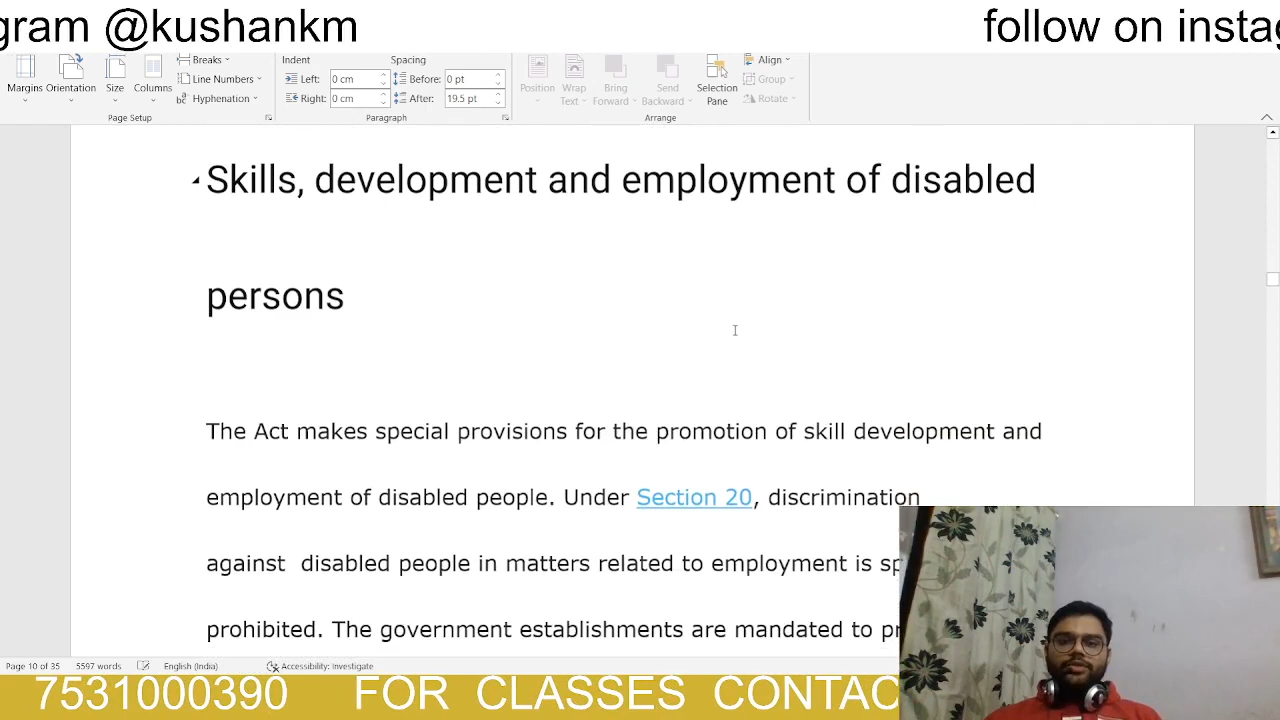 gram @kushankm
follow on instag
Margins
Orientation
Size
Columns
Breaks
Line Numbers
Hyphenation
Page Setup
Indent
Left: 0 cm
Right: 0 cm
Spacing
Before: 0 pt
After: 19.5 pt
Paragraph
Position
Wrap Text
Bring Forward
Send Backward
Selection Pane
Align
Group
Rotate
Arrange
Skills, development and employment of disabled
persons
The Act makes special provisions for the promotion of skill development and
employment of disabled people. Under Section 20, discrimination
against disabled people in matters related to employment is sp
prohibited. The government establishments are mandated to pr
Page 10 of 35
5597 words
English (India)
Accessibility: Investigate
7531000390 FOR CLASSES CONTAC